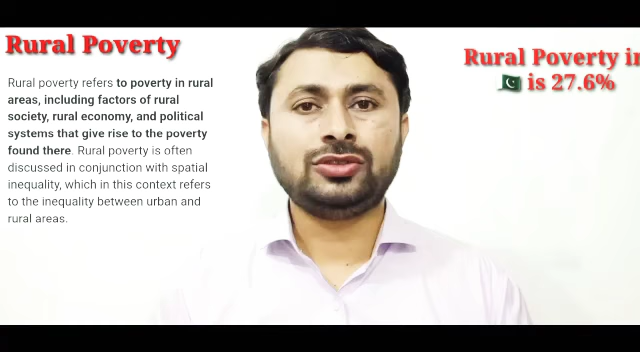 Rural Poverty
Rural poverty refers to poverty in rural
areas, including factors of rural
society, rural economy, and political
systems that give rise to the poverty
found there. Rural poverty is often
discussed in conjunction with spatial
inequality, which in this context refers
to the inequality between urban and
rural areas.
Rural Poverty in
is 27.6%